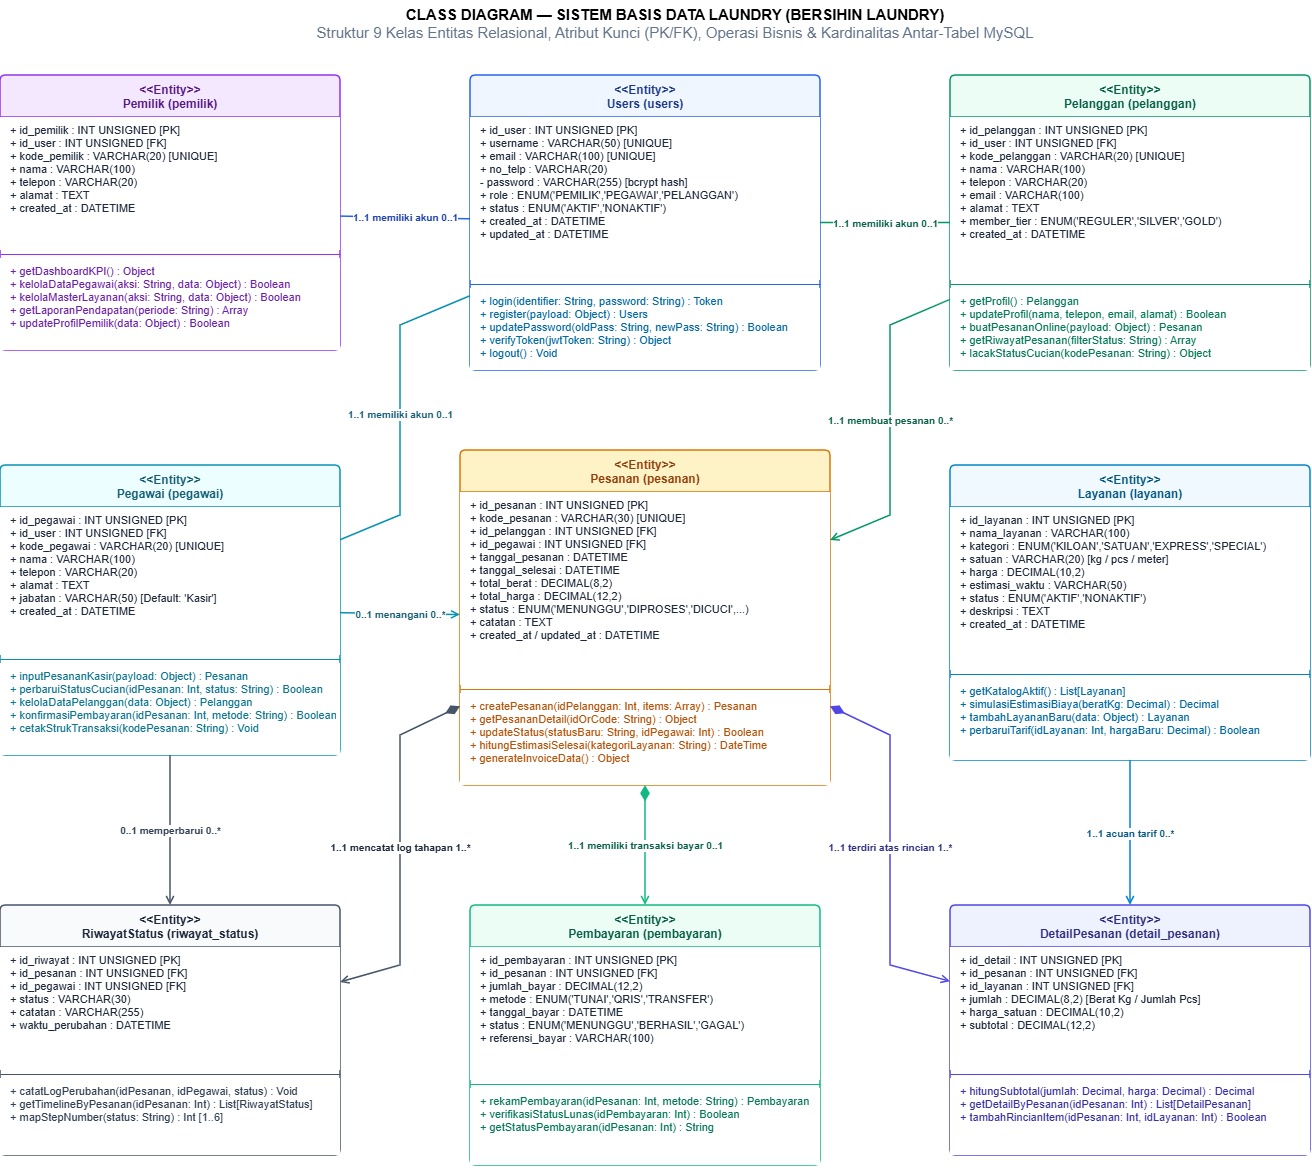 CLASS DIAGRAM — SISTEM BASIS DATA LAUNDRY (BERSIHIN LAUNDRY)
Struktur 9 Kelas Entitas Relasional, Atribut Kunci (PK/FK), Operasi Bisnis & Kardinalitas Antar-Tabel MySQL
<<Entity>>
Pemilik (pemilik)
+ id_pemilik : INT UNSIGNED [PK]
+ id_user : INT UNSIGNED [FK]
+ kode_pemilik : VARCHAR(20) [UNIQUE]
+ nama : VARCHAR(100)
+ telepon : VARCHAR(20)
+ alamat : TEXT
+ created_at : DATETIME
+ getDashboardKPI() : Object
+ kelolaDataPegawai(aksi: String, data: Object) : Boolean
+ kelolaMasterLayanan(aksi: String, data: Object) : Boolean
+ getLaporanPendapatan(periode: String) : Array
+ updateProfilPemilik(data: Object) : Boolean
1..1 memiliki akun 0..1
<<Entity>>
Users (users)
+ id_user : INT UNSIGNED [PK]
+ username : VARCHAR(50) [UNIQUE]
+ email : VARCHAR(100) [UNIQUE]
+ no_telp : VARCHAR(20)
- password : VARCHAR(255) [bcrypt hash]
+ role : ENUM('PEMILIK','PEGAWAI','PELANGGAN')
+ status : ENUM('AKTIF','NONAKTIF')
+ created_at : DATETIME
+ updated_at : DATETIME
+ login(identifier: String, password: String) : Token
+ register(payload: Object) : Users
+ updatePassword(oldPass: String, newPass: String) : Boolean
+ verifyToken(jwtToken: String) : Object
+ logout() : Void
1..1 memiliki akun 0..1
<<Entity>>
Pelanggan (pelanggan)
+ id_pelanggan : INT UNSIGNED [PK]
+ id_user : INT UNSIGNED [FK]
+ kode_pelanggan : VARCHAR(20) [UNIQUE]
+ nama : VARCHAR(100)
+ telepon : VARCHAR(20)
+ email : VARCHAR(100)
+ alamat : TEXT
+ member_tier : ENUM('REGULER','SILVER','GOLD')
+ created_at : DATETIME
+ getProfil() : Pelanggan
+ updateProfil(nama, telepon, email, alamat) : Boolean
+ buatPesananOnline(payload: Object) : Pesanan
+ getRiwayatPesanan(filterStatus: String) : Array
+ lacakStatusCucian(kodePesanan: String) : Object
1..1 memiliki akun 0..1
1..1 membuat pesanan 0..*
<<Entity>>
Pegawai (pegawai)
+ id_pegawai : INT UNSIGNED [PK]
+ id_user : INT UNSIGNED [FK]
+ kode_pegawai : VARCHAR(20) [UNIQUE]
+ nama : VARCHAR(100)
+ telepon : VARCHAR(20)
+ alamat : TEXT
+ jabatan : VARCHAR(50) [Default: 'Kasir']
+ created_at : DATETIME
+ inputPesananKasir(payload: Object) : Pesanan
+ perbaruiStatusCucian(idPesanan: Int, status: String) : Boolean
+ kelolaDataPelanggan(data: Object) : Pelanggan
+ konfirmasiPembayaran(idPesanan: Int, metode: String) : Boolean
+ cetakStrukTransaksi(kodePesanan: String) : Void
0..1 menangani 0..*
<<Entity>>
Pesanan (pesanan)
+ id_pesanan : INT UNSIGNED [PK]
+ kode_pesanan : VARCHAR(30) [UNIQUE]
+ id_pelanggan : INT UNSIGNED [FK]
+ id_pegawai : INT UNSIGNED [FK]
+ tanggal_pesanan : DATETIME
+ tanggal_selesai : DATETIME
+ total_berat : DECIMAL(8,2)
+ total_harga : DECIMAL(12,2)
+ status : ENUM('MENUNGGU','DIPROSES','DICUCI',...)
+ catatan : TEXT
+ created_at / updated_at : DATETIME
+ createPesanan(idPelanggan: Int, items: Array) : Pesanan
+ getPesananDetail(idOrCode: String) : Object
+ updateStatus(statusBaru: String, idPegawai: Int) : Boolean
+ hitungEstimasiSelesai(kategoriLayanan: String) : DateTime
+ generateInvoiceData() : Object
<<Entity>>
Layanan (layanan)
+ id_layanan : INT UNSIGNED [PK]
+ nama_layanan : VARCHAR(100)
+ kategori : ENUM('KILOAN','SATUAN','EXPRESS','SPECIAL')
+ satuan : VARCHAR(20) [kg / pcs / meter]
+ harga : DECIMAL(10,2)
+ estimasi_waktu : VARCHAR(50)
+ status : ENUM('AKTIF','NONAKTIF')
+ deskripsi : TEXT
+ created_at : DATETIME
+ getKatalogAktif() : List[Layanan]
+ simulasiEstimasiBiaya(beratKg: Decimal) : Decimal
+ tambahLayananBaru(data: Object) : Layanan
+ perbaruiTarif(idLayanan: Int, hargaBaru: Decimal) : Boolean
0..1 memperbarui 0..*
1..1 mencatat log tahapan 1..*
1..1 memiliki transaksi bayar 0..1
1..1 terdiri atas rincian 1..*
1..1 acuan tarif 0..*
<<Entity>>
RiwayatStatus (riwayat_status)
+ id_riwayat : INT UNSIGNED [PK]
+ id_pesanan : INT UNSIGNED [FK]
+ id_pegawai : INT UNSIGNED [FK]
+ status : VARCHAR(30)
+ catatan : VARCHAR(255)
+ waktu_perubahan : DATETIME
+ catatLogPerubahan(idPesanan, idPegawai, status) : Void
+ getTimelineByPesanan(idPesanan: Int) : List[RiwayatStatus]
+ mapStepNumber(status: String) : Int [1..6]
<<Entity>>
Pembayaran (pembayaran)
+ id_pembayaran : INT UNSIGNED [PK]
+ id_pesanan : INT UNSIGNED [FK]
+ jumlah_bayar : DECIMAL(12,2)
+ metode : ENUM('TUNAI','QRIS','TRANSFER')
+ tanggal_bayar : DATETIME
+ status : ENUM('MENUNGGU','BERHASIL','GAGAL')
+ referensi_bayar : VARCHAR(100)
+ rekamPembayaran(idPesanan: Int, metode: String) : Pembayaran
+ verifikasiStatusLunas(idPembayaran: Int) : Boolean
+ getStatusPembayaran(idPesanan: Int) : String
<<Entity>>
DetailPesanan (detail_pesanan)
+ id_detail : INT UNSIGNED [PK]
+ id_pesanan : INT UNSIGNED [FK]
+ id_layanan : INT UNSIGNED [FK]
+ jumlah : DECIMAL(8,2) [Berat Kg / Jumlah Pcs]
+ harga_satuan : DECIMAL(10,2)
+ subtotal : DECIMAL(12,2)
+ hitungSubtotal(jumlah: Decimal, harga: Decimal) : Decimal
+ getDetailByPesanan(idPesanan: Int) : List[DetailPesanan]
+ tambahRincianItem(idPesanan: Int, idLayanan: Int) : Boolean